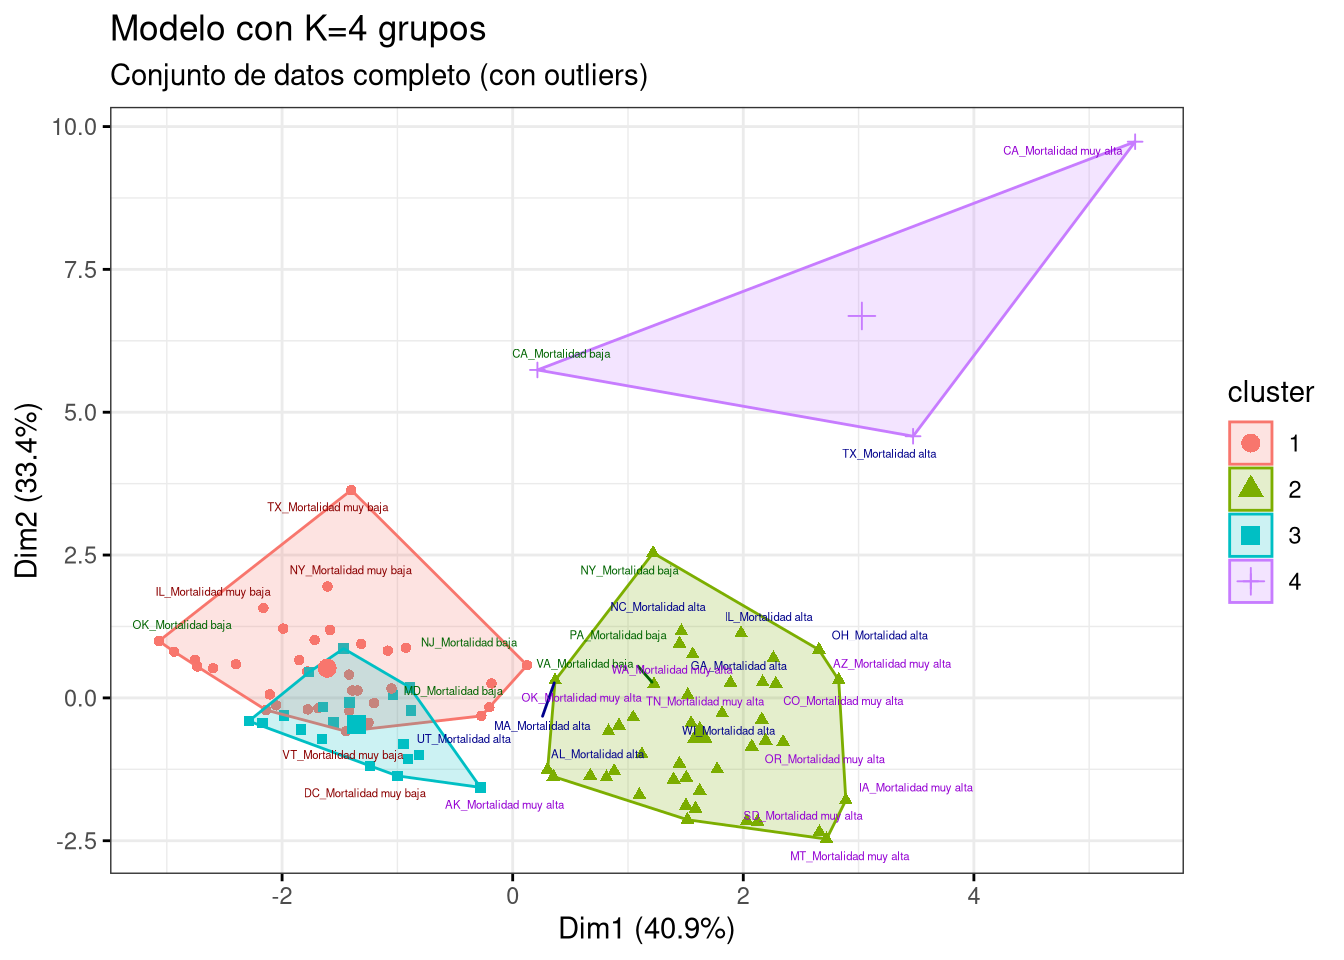 Modelo con K=4 grupos
Conjunto de datos completo (con outliers)
10.0
7.5
5.0
2.5
0.0
-2.5
Dim2 (33.4%)
CA_Mortalidad muy alta
CA_Mortalidad baja
TX_Mortalidad alta
TX_Mortalidad muy baja
NY_Mortalidad muy baja
NY_Mortalidad baja
IL_Mortalidad muy baja
NC_Mortalidad alta
IL_Mortalidad alta
OK_Mortalidad baja
PA_Mortalidad baja
OH_Mortalidad alta
NJ_Mortalidad baja
VA_Mortalidad baja
WA_Mortalidad muy alta
GA_Mortalidad alta
AZ_Mortalidad muy alta
MD_Mortalidad baja
OK_Mortalidad muy alta
TN_Mortalidad muy alta
CO_Mortalidad muy alta
MA_Mortalidad alta
WI_Mortalidad alta
UT_Mortalidad alta
VT_Mortalidad muy baja
AL_Mortalidad alta
OR_Mortalidad muy alta
DC_Mortalidad muy baja
IA_Mortalidad muy alta
AK_Mortalidad muy alta
SD_Mortalidad muy alta
MT_Mortalidad muy alta
-2
0
2
4
Dim1 (40.9%)
cluster
1
2
3
4